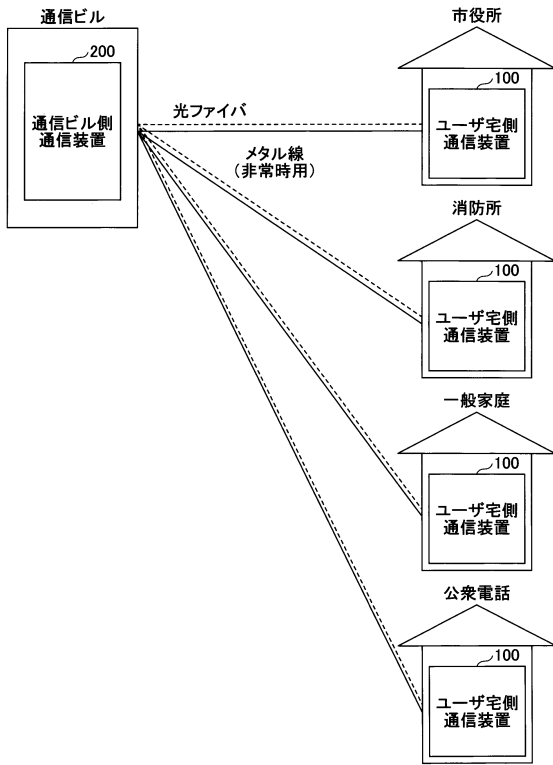 通信ビル
200
通信ビル側
通信装置
光ファイバ
メタル線
(非常時用)
市役所
100
ユーザ宅側
通信装置
消防所
100
ユーザ宅側
通信装置
一般家庭
100
ユーザ宅側
通信装置
公衆電話
100
ユーザ宅側
通信装置